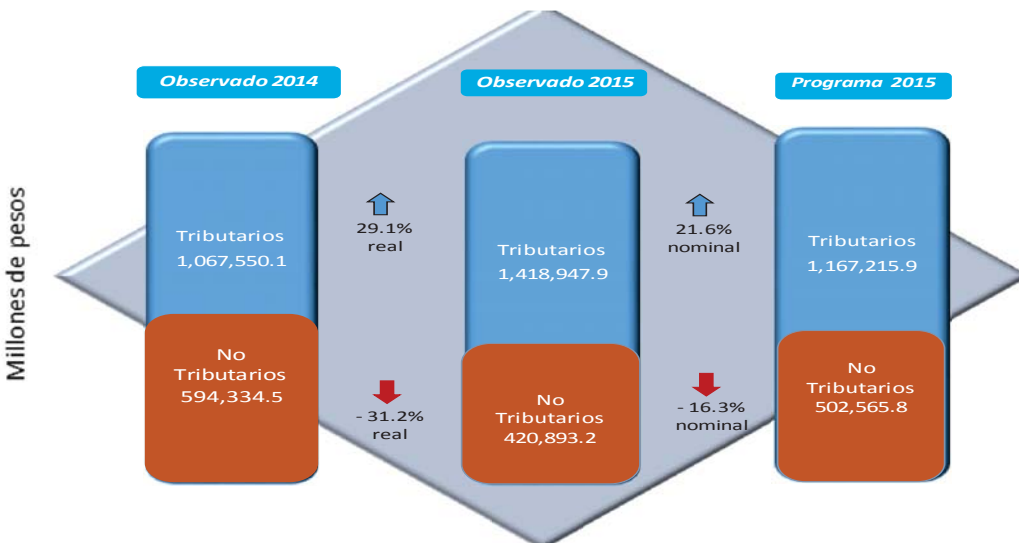 Millones de pesos
Observado 2014
Tributarios
1,067,550.1
No
Tributarios
594,334.5
29.1%
real
- 31.2%
real
Observado 2015
Tributarios
1,418,947.9
No
Tributarios
420,893.2
21.6%
nominal
- 16.3%
nominal
Programa 2015
Tributarios
1,167,215.9
No
Tributarios
502,565.8